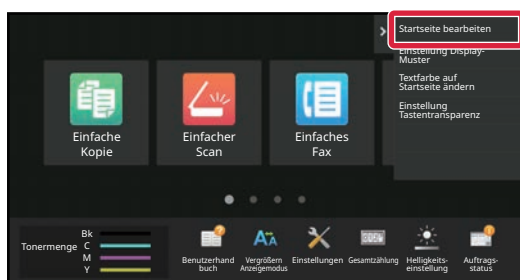 Startseite bearbeiten
Einstellung Display-
Muster
Textfarbe auf
Startseite ändern
Einstellung
Tastentransparenz
Einfache
Kopie
Einfacher
Scan
Einfaches
Fax
Tonermenge
Bk
C
M
Y
Benutzerhand
buch
Vergrößern
Anzeigemodus
Einstellungen
Gesamtzählung
Helligkeits-
einstellung
Auftrags-
status